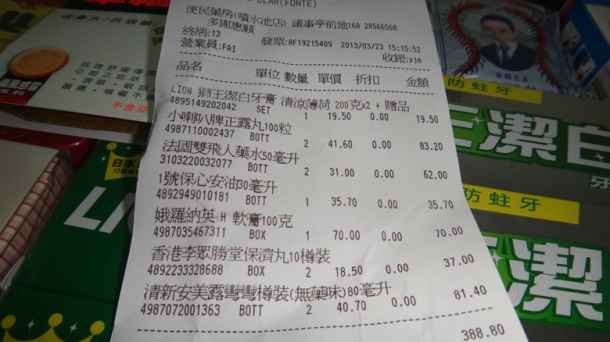 OLAR(FONTE)
便民藥房(噴水池店) 議事亭前地16A 28566568
多謝惠顧
終端:13
營業員:FAI 發票:RF19215409 2013/03/23 15:15:52
收銀:vin
品名 單位 數量 單價 折扣 金額
LION 獅王潔白牙膏 清涼薄荷 200克x2 + 贈品
4895149202042 SET 1 19.50 0.00 19.50
小喇叭牌正露丸100粒
4987110002437 BOTT 2 41.60 0.00 83.20
法國雙飛人藥水50毫升
3103220032077 BOTT 2 31.00 0.00 62.00
1號保心安油30毫升
4892949010181 BOTT 1 35.70 0.00 35.70
娥羅納英 H 軟膏100克
4987035467311 BOX 1 70.00 0.00 70.00
香港李眾勝堂保濟丸10樽裝
4892233328688 BOX 2 18.50 0.00 37.00
清新安美露彎彎樽裝(無藥味)80毫升
4987072001363 BOTT 2 40.70 0.00 81.40
388.80
防蛀牙
潔白
防蛀牙
潔
LI
日本